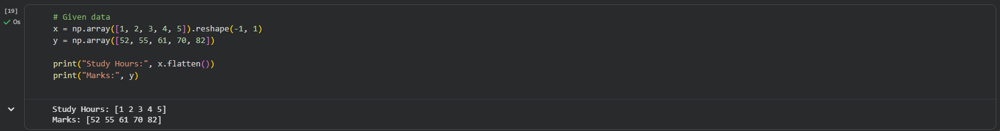 [19]
0s
# Given data
x = np.array([1, 2, 3, 4, 5]).reshape(-1, 1)
y = np.array([52, 55, 61, 70, 82])
print("Study Hours:", x.flatten())
print("Marks:", y)
Study Hours: [1 2 3 4 5]
Marks: [52 55 61 70 82]